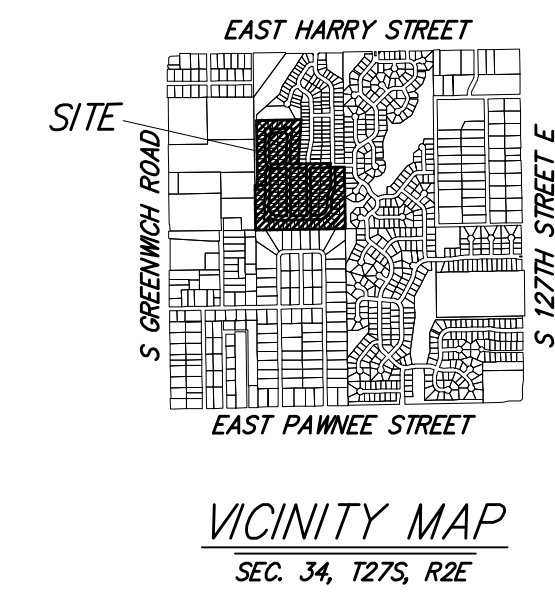 EAST HARRY STREET
SITE
S GREENWICH ROAD
S 127TH STREET E
EAST PAWNEE STREET
VICINITY MAP
SEC. 34, T27S, R2E